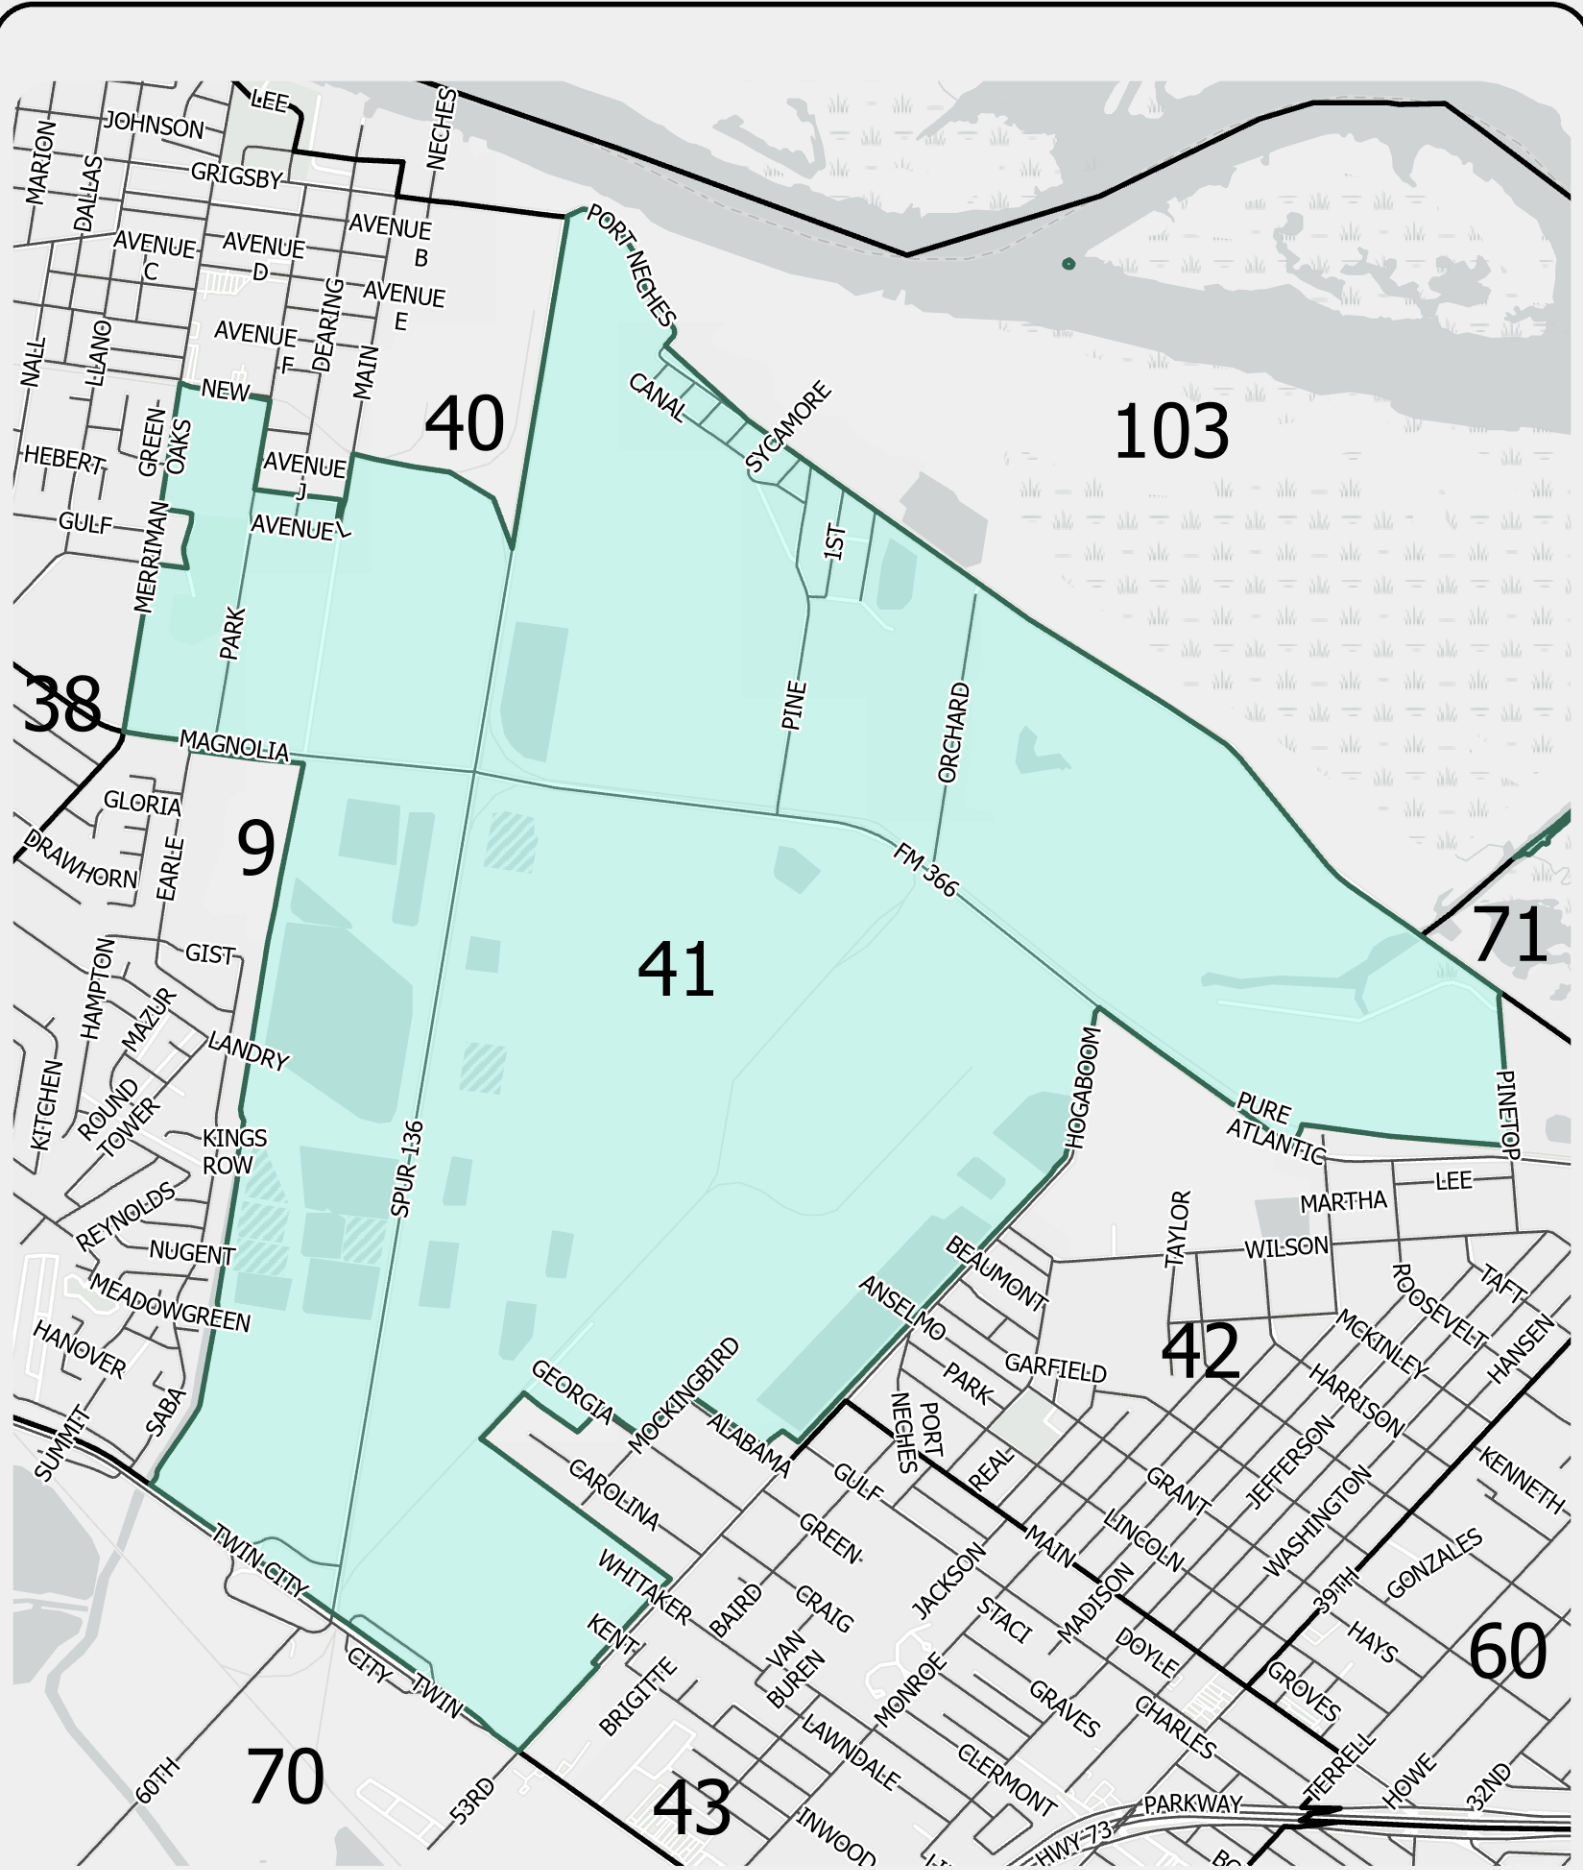 LEE
NECHES
JOHNSON
MARION
DALLAS
GRIGSBY
PORT NECHES
AVENUE
B
AVENUE
C
AVENUE
D
AVENUE
E
DEARING
AVENUE
F
NALL
LLANO
MAIN
NEW
CANAL
SYCAMORE
40
103
GREEN
OAKS
HEBERT
AVENUE
J
GULF
AVENUE
L
1ST
MERRIMAN
PARK
38
PINE
ORCHARD
MAGNOLIA
GLORIA
9
DRAWHORN
EARLE
FM 366
71
GIST
41
HAMPTON
MAZUR
LANDRY
HOGABOOM
KITCHEN
ROUND
TOWER
KINGS
ROW
SPUR 136
PURE
ATLANTIC
PINETOP
REYNOLDS
NUGENT
MARTHA
LEE
TAYLOR
WILSON
MEADOWGREEN
BEAUMONT
ANSELMO
ROOSEVELT
TAFT
HANOVER
42
MCKINLEY
HANSEN
GEORGIA
MOCKINGBIRD
GARFIELD
PARK
HARRISON
SABA
SUMMIT
ALABAMA
PORT
NECHES
CAROLINA
GULF
REAL
GRANT
JEFFERSON
WASHINGTON
KENNETH
GREEN
LINCOLN
TWIN CITY
WHITAKER
MAIN
MADISON
39TH
GONZALES
JACKSON
STACI
BAIRD
CRAIG
KENT
DOYLE
HAYS
60
CITY
TWIN
VAN
BUREN
BRIGITTE
MONROE
GRAVES
GROVES
CHARLES
LAWNDALE
60TH
70
53RD
43
CLERMONT
TERRELL
HOWE
32ND
INWOOD
PARKWAY
HWY 73